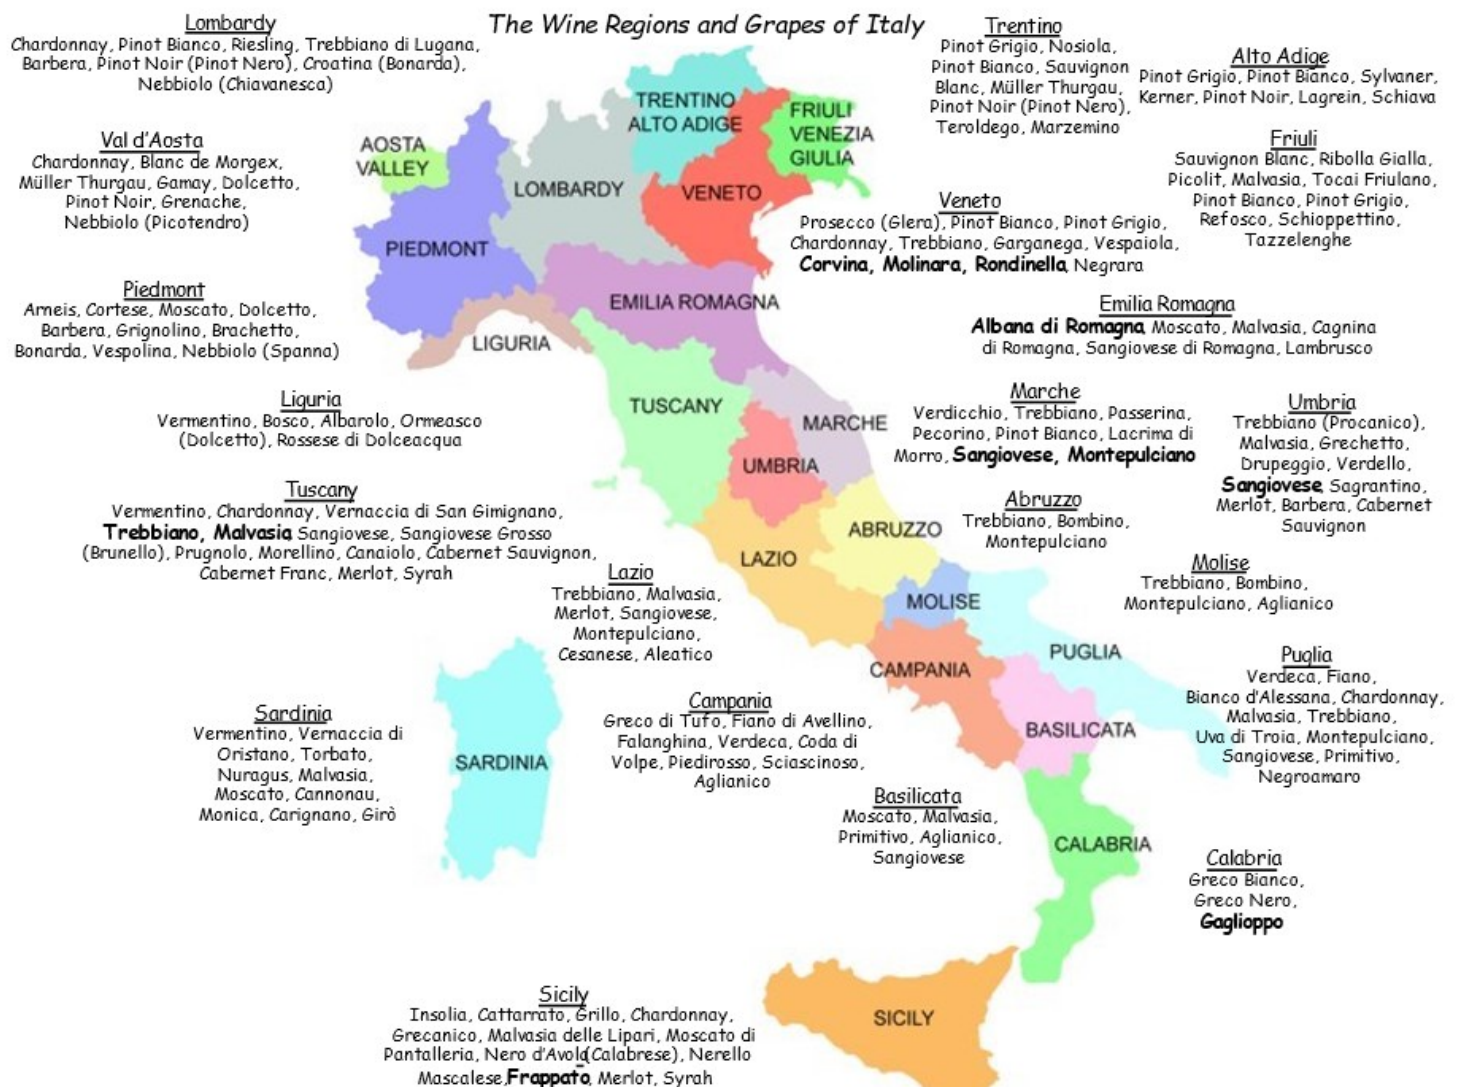 The Wine Regions and Grapes of Italy
Lombardy
Chardonnay, Pinot Bianco, Riesling, Trebbiano di Lugana,
Barbera, Pinot Noir (Pinot Nero), Croatina (Bonarda),
Nebbiolo (Chiavanesca)
Trentino
Pinot Grigio, Nosiola,
Pinot Bianco, Sauvignon
Blanc, Müller Thurgau,
Pinot Noir (Pinot Nero),
Teroldego, Marzemino
Alto Adige
Pinot Grigio, Pinot Bianco, Sylvaner,
Kerner, Pinot Noir, Lagrein, Schiava
Val d'Aosta
Chardonnay, Blanc de Morgex,
Müller Thurgau, Gamay, Dolcetto,
Pinot Noir, Grenache,
Nebbiolo (Picotendro)
Friuli
Sauvignon Blanc, Ribolla Gialla,
Picolit, Malvasia, Tocai Friulano,
Pinot Bianco, Pinot Grigio,
Refosco, Schioppettino,
Tazzelenghe
Veneto
Prosecco (Glera), Pinot Bianco, Pinot Grigio,
Chardonnay, Trebbiano, Garganega, Vespaiola,
Corvina, Molinara, Rondinella, Negrara
Piedmont
Arneis, Cortese, Moscato, Dolcetto,
Barbera, Grignolino, Brachetto,
Bonarda, Vespolina, Nebbiolo (Spanna)
Emilia Romagna
Albana di Romagna, Moscato, Malvasia, Cagnina
di Romagna, Sangiovese di Romagna, Lambrusco
Liguria
Vermentino, Bosco, Albarolo, Ormeasco
(Dolcetto), Rossese di Dolceacqua
Marche
Verdicchio, Trebbiano, Passerina,
Pecorino, Pinot Bianco, Lacrima di
Morro, Sangiovese, Montepulciano
Umbria
Trebbiano (Procanico),
Malvasia, Grechetto,
Drupeggio, Verdello,
Sangiovese, Sagrantino,
Merlot, Barbera, Cabernet
Sauvignon
Tuscany
Vermentino, Chardonnay, Vernaccia di San Gimignano,
Trebbiano, Malvasia, Sangiovese, Sangiovese Grosso
(Brunello), Prugnolo, Morellino, Canaiolo, Cabernet Sauvignon,
Cabernet Franc, Merlot, Syrah
Abruzzo
Trebbiano, Bombino,
Montepulciano
Lazio
Trebbiano, Malvasia,
Merlot, Sangiovese,
Montepulciano,
Cesanese, Aleatico
Molise
Trebbiano, Bombino,
Montepulciano, Aglianico
Puglia
Verdeca, Fiano,
Bianco d'Alessana, Chardonnay,
Malvasia, Trebbiano,
Uva di Troia, Montepulciano,
Sangiovese, Primitivo,
Negroamaro
Sardinia
Vermentino, Vernaccia di
Oristano, Torbato,
Nuragus, Malvasia,
Moscato, Cannonau,
Monica, Carignano, Girò
Campania
Greco di Tufo, Fiano di Avellino,
Falanghina, Verdeca, Coda di
Volpe, Piedirosso, Sciascinoso,
Aglianico
Basilicata
Moscato, Malvasia,
Primitivo, Aglianico,
Sangiovese
Calabria
Greco Bianco,
Greco Nero,
Gaglioppo
Sicily
Insolia, Cattarrato, Grillo, Chardonnay,
Grecanico, Malvasia delle Lipari, Moscato di
Pantalleria, Nero d'Avola(Calabrese), Nerello
Mascalese, Frappato, Merlot, Syrah
TRENTINO
ALTO ADIGE
FRIULI
VENEZIA
GIULIA
AOSTA
VALLEY
LOMBARDY
VENETO
PIEDMONT
EMILIA ROMAGNA
LIGURIA
TUSCANY
MARCHE
UMBRIA
ABRUZZO
LAZIO
MOLISE
PUGLIA
CAMPANIA
BASILICATA
SARDINIA
CALABRIA
SICILY